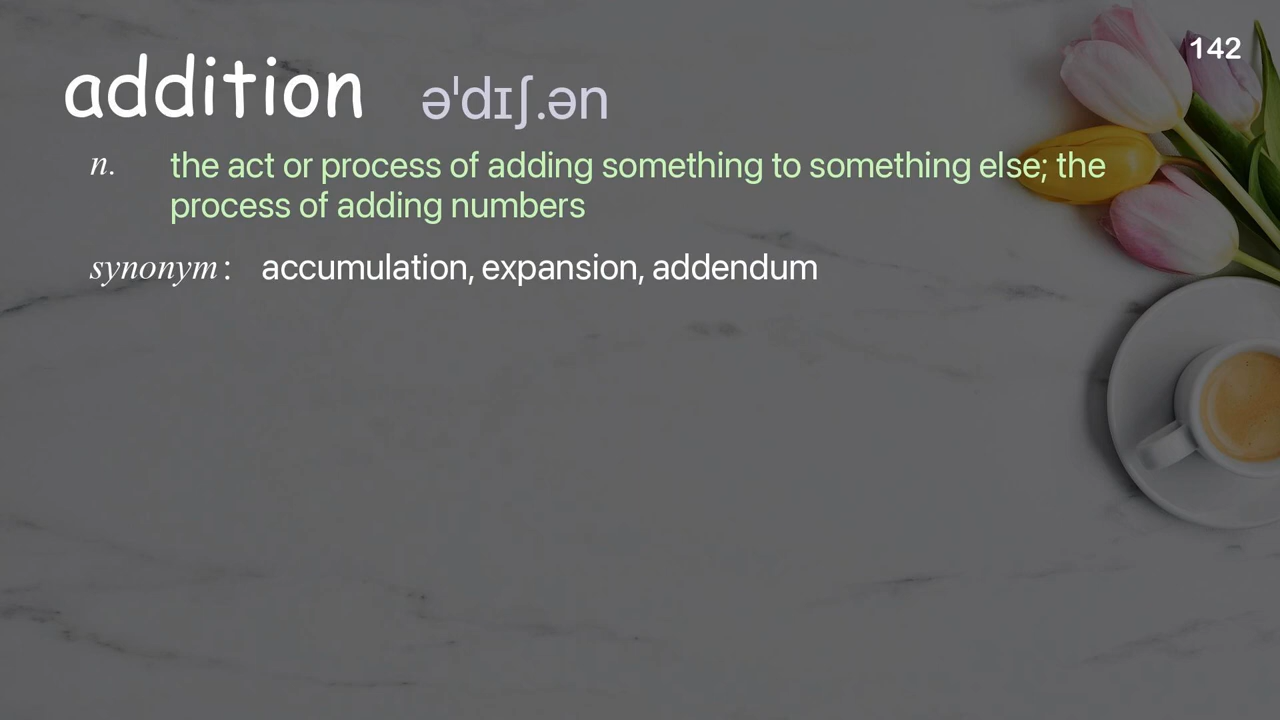 142
addition əˈdɪʃ.ən
n. the act or process of adding something to something else; the
process of adding numbers
synonym: accumulation, expansion, addendum